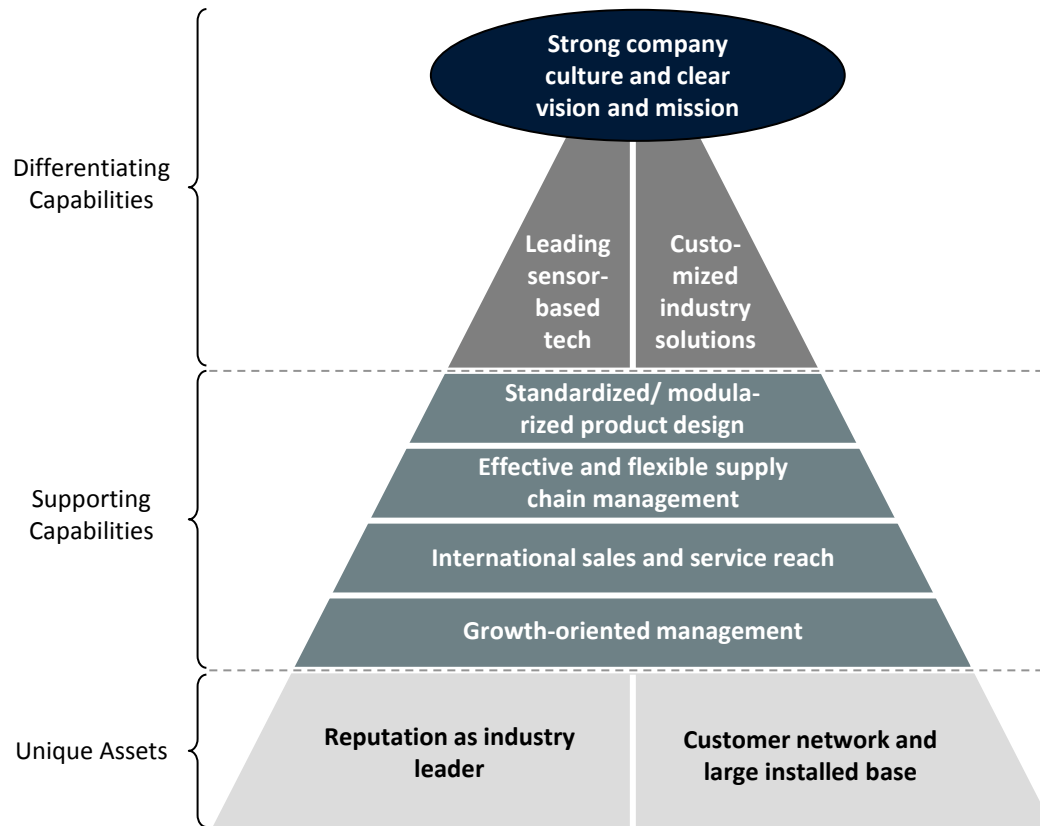 Strong company
culture and clear
vision and mission
Differentiating
Capabilities
Leading
sensor-
based
tech
Custo-
mized
industry
solutions
Standardized/ modula-
rized product design
Effective and flexible supply
chain management
Supporting
Capabilities
International sales and service reach
Growth-oriented management
Unique Assets
Reputation as industry
leader
Customer network and
large installed base